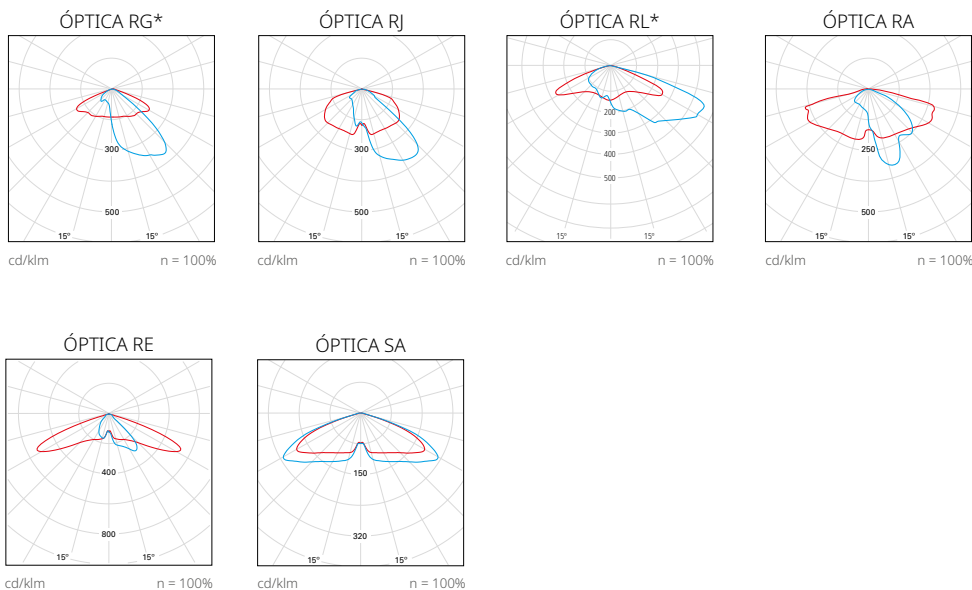 ÓPTICA RG*
300
500
15° 15°
cd/klm n = 100%
ÓPTICA RJ
300
500
15° 15°
cd/klm n = 100%
ÓPTICA RL*
200
300
400
500
15° 15°
cd/klm n = 100%
ÓPTICA RA
250
500
15° 15°
cd/klm n = 100%
ÓPTICA RE
400
800
15° 15°
cd/klm n = 100%
ÓPTICA SA
150
320
15° 15°
cd/klm n = 100%